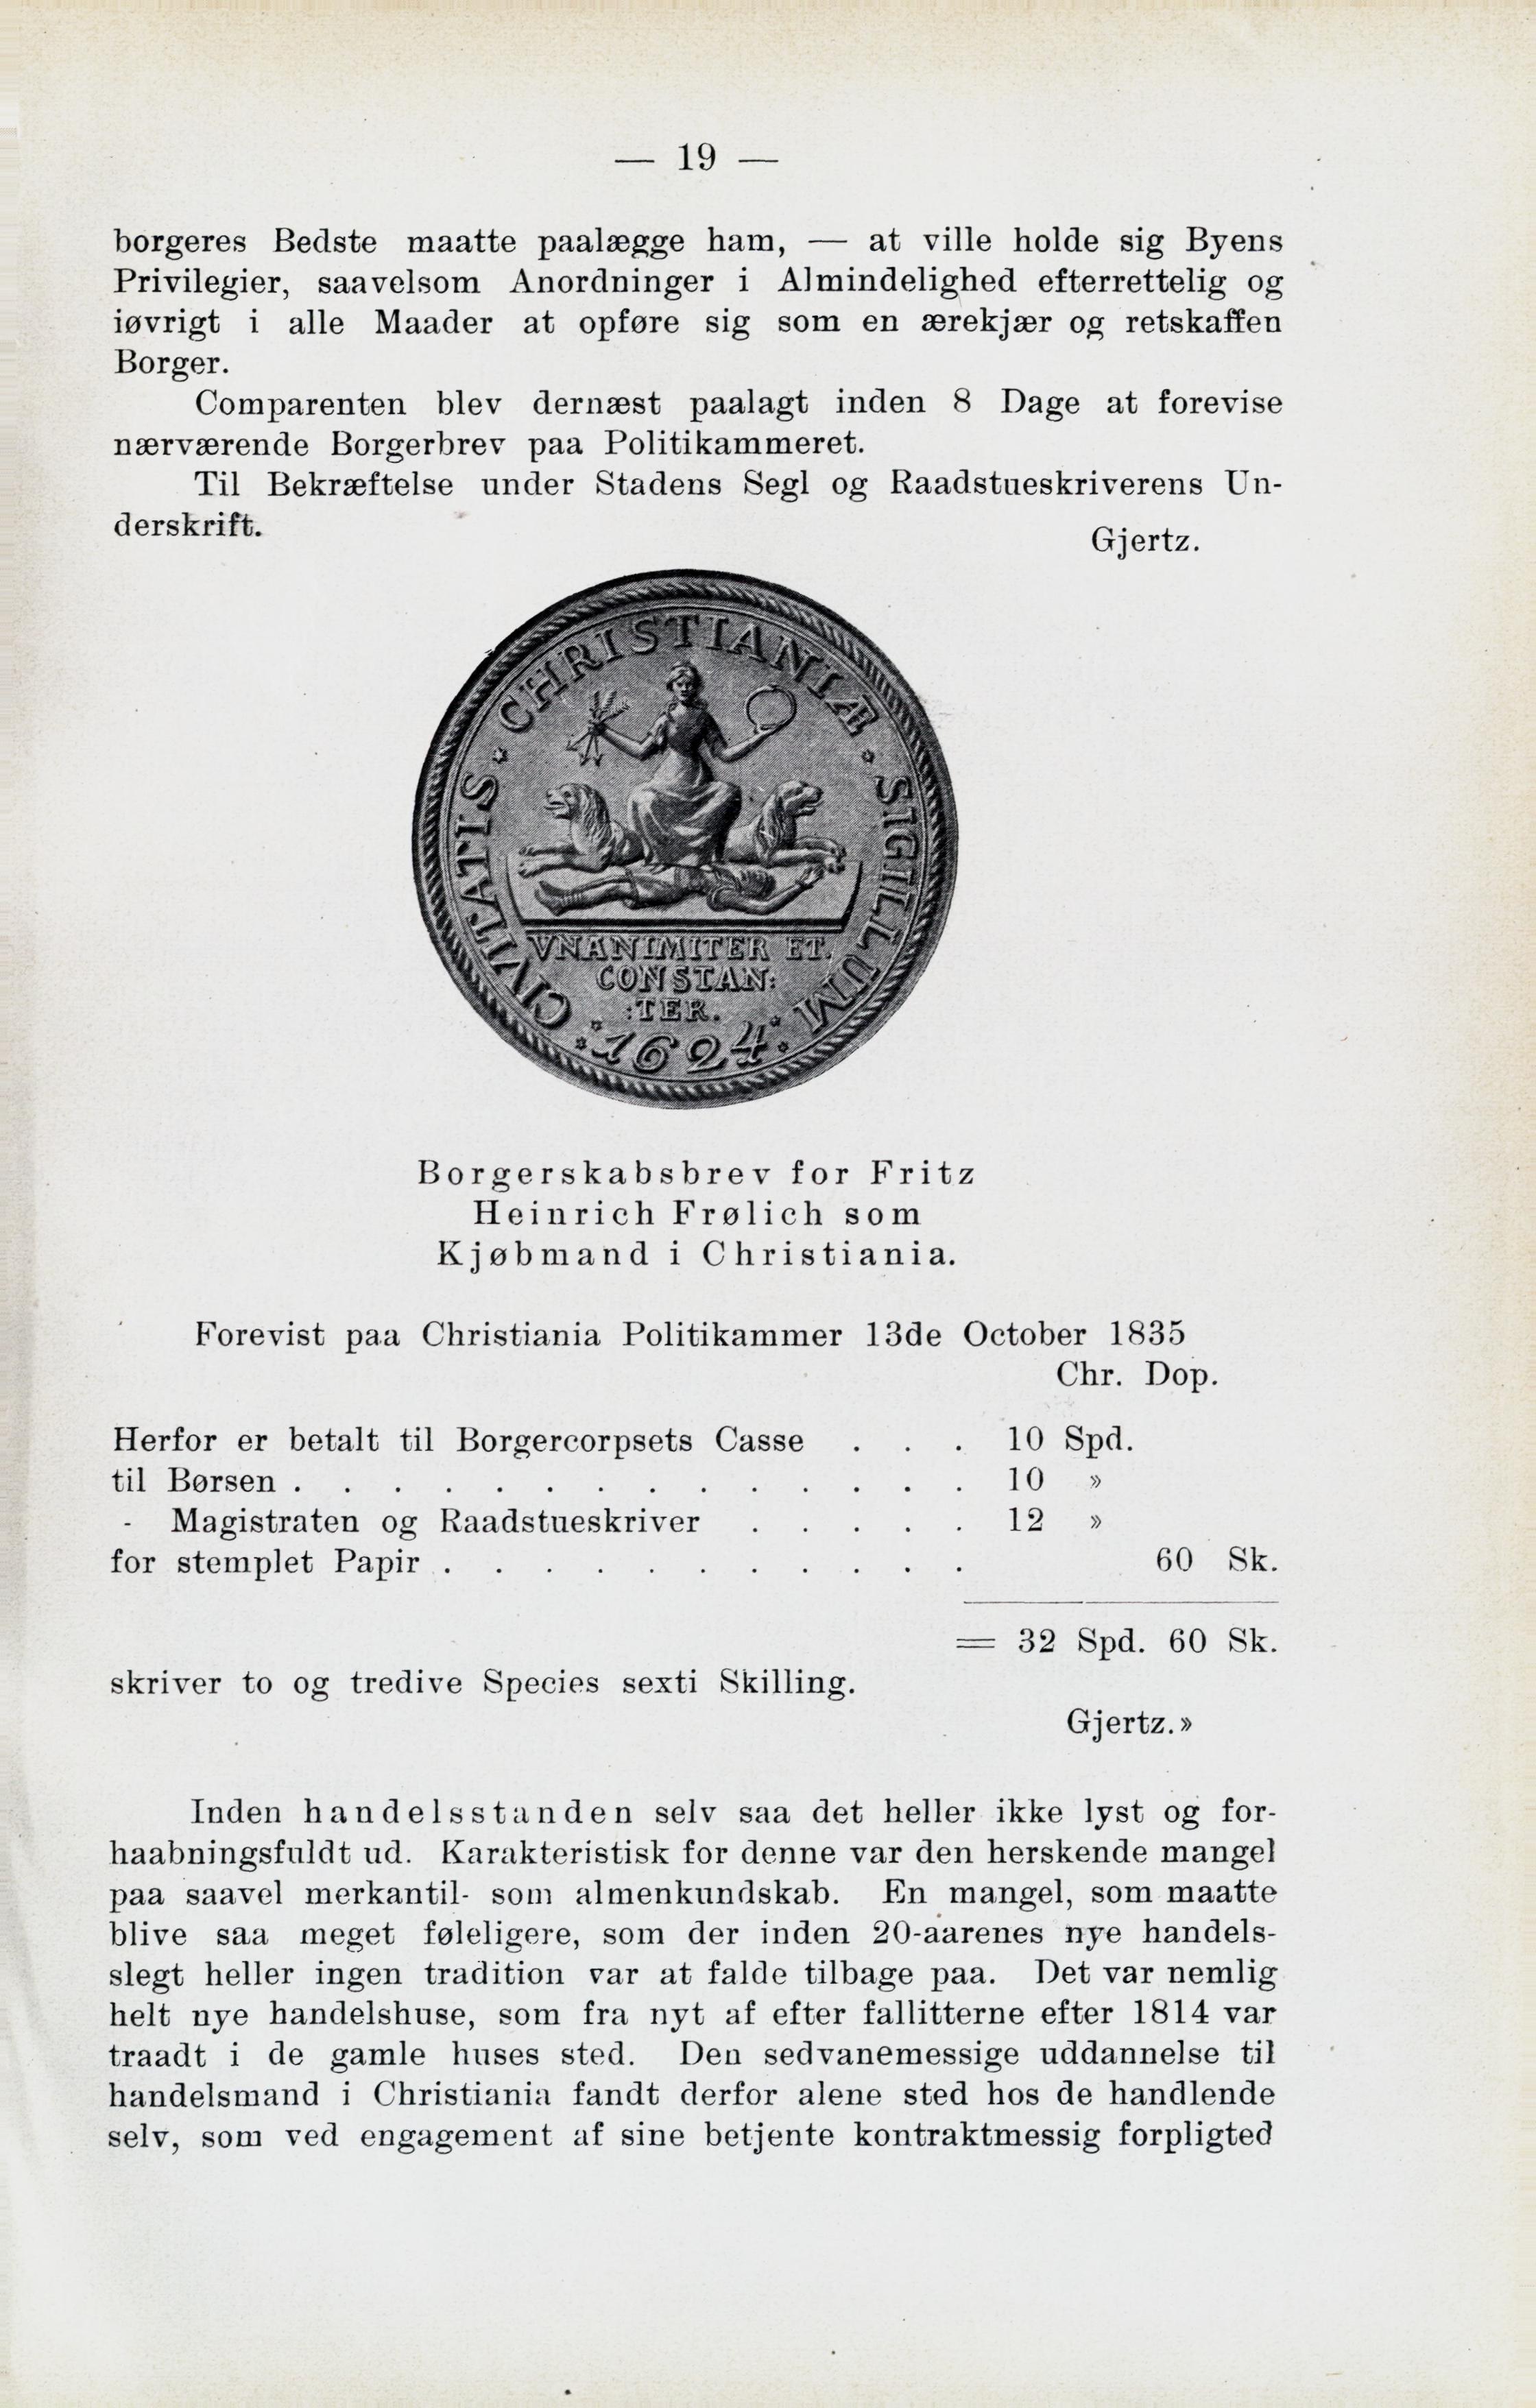 — 19 —
borgeres Bedste maatte paalægge ham, — at ville holde sig Byens
Privilegier, saavelsom Anordninger i Almindelighed efterrettelig og
iøvrigt i alle Maader at opføre sig som en ærekjær og retskaffen
Borger.
Comparenten blev dernæst paalagt inden 8 Dage at forevise
nærværende Borgerbrev paa Politikammeret.
Til Bekræftelse under Stadens Segl og Raadstueskriverens Un-
derskrift.
Gjertz.
CIVITATIS · CHRISTIANIÆ · SIGILLUM
VNANIMITER ET.
CONSTAN:
:TER.
1624
Borgerskabsbrev for Fritz
Heinrich Frølich som
Kjøbmand i Christiania.
Forevist paa Christiania Politikammer 13de October 1835
Chr. Dop.
Herfor er betalt til Borgercorpsets Casse . . . 10 Spd.
til Børsen . . . . . . . . . . . . . . 10 »
- Magistraten og Raadstueskriver . . . . . 12 »
for stemplet Papir . . . . . . . . . . . 60 Sk.
= 32 Spd. 60 Sk.
skriver to og tredive Species sexti Skilling.
Gjertz.»
Inden handelsstanden selv saa det heller ikke lyst og for-
haabningsfuldt ud. Karakteristisk for denne var den herskende mangel
paa saavel merkantil- som almenkundskab. En mangel, som maatte
blive saa meget føleligere, som der inden 20-aarenes nye handels-
slegt heller ingen tradition var at falde tilbage paa. Det var nemlig
helt nye handelshuse, som fra nyt af efter fallitterne efter 1814 var
traadt i de gamle huses sted. Den sedvanemessige uddannelse til
handelsmand i Christiania fandt derfor alene sted hos de handlende
selv, som ved engagement af sine betjente kontraktmessig forpligted